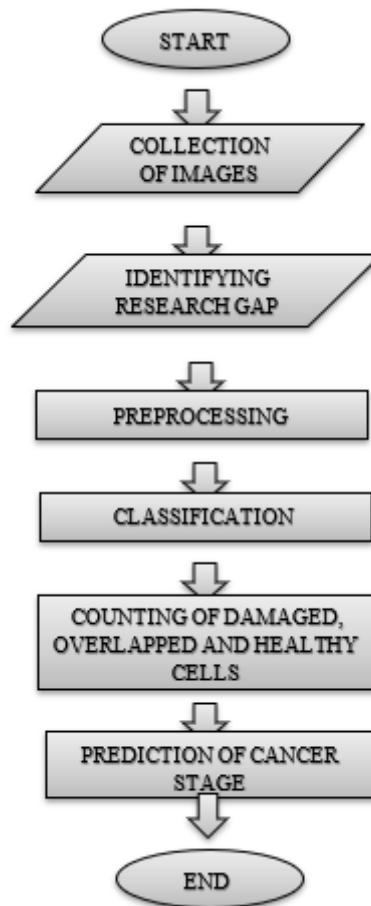 START
COLLECTION
OF IMAGES
IDENTIFYING
RESEARCH GAP
PREPROCESSING
CLASSIFICATION
COUNTING OF DAMAGED,
OVERLAPPED AND HEALTHY
CELLS
PREDICTION OF CANCER
STAGE
END